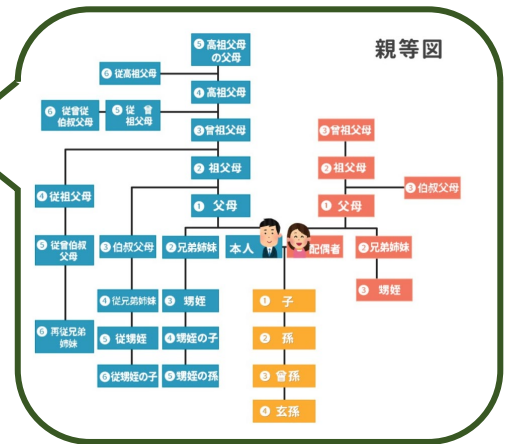 親等図
❺高祖父母
の父母
❻従高祖父母
❹高祖父母
❻従曾従
伯叔父母
❺従 曾
祖父母
❸曾祖父母
❸曾祖父母
❷祖父母
❷祖父母
❸伯叔父母
❹従祖父母
❶父母
❶父母
❺従曾伯叔
父母
❸伯叔父母
❷兄弟姉妹
本人
配偶者
❷兄弟姉妹
❹従兄弟姉妹
❸甥姪
❶子
❸甥姪
❻再従兄弟
姉妹
❺従甥姪
❹甥姪の子
❷孫
❻従甥姪の子
❺甥姪の孫
❸曾孫
❹玄孫